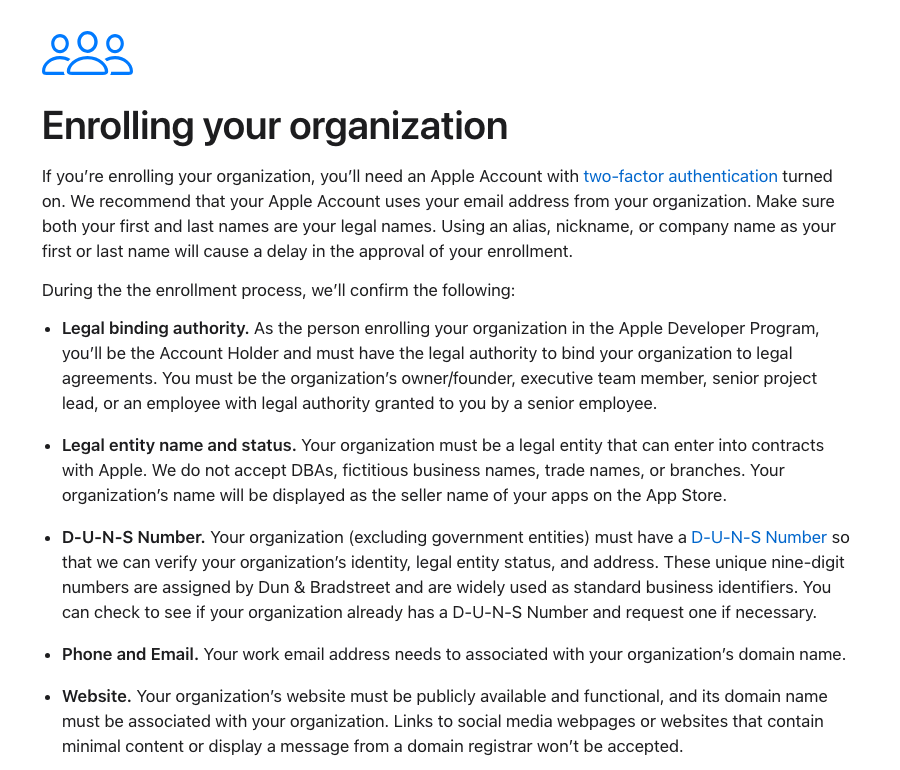 Enrolling your organization
If you’re enrolling your organization, you’ll need an Apple Account with two-factor authentication turned
on. We recommend that your Apple Account uses your email address from your organization. Make sure
both your first and last names are your legal names. Using an alias, nickname, or company name as your
first or last name will cause a delay in the approval of your enrollment.
During the the enrollment process, we’ll confirm the following:
• Legal binding authority. As the person enrolling your organization in the Apple Developer Program,
you’ll be the Account Holder and must have the legal authority to bind your organization to legal
agreements. You must be the organization’s owner/founder, executive team member, senior project
lead, or an employee with legal authority granted to you by a senior employee.
• Legal entity name and status. Your organization must be a legal entity that can enter into contracts
with Apple. We do not accept DBAs, fictitious business names, trade names, or branches. Your
organization’s name will be displayed as the seller name of your apps on the App Store.
• D-U-N-S Number. Your organization (excluding government entities) must have a D-U-N-S Number so
that we can verify your organization’s identity, legal entity status, and address. These unique nine-digit
numbers are assigned by Dun & Bradstreet and are widely used as standard business identifiers. You
can check to see if your organization already has a D-U-N-S Number and request one if necessary.
• Phone and Email. Your work email address needs to associated with your organization’s domain name.
• Website. Your organization’s website must be publicly available and functional, and its domain name
must be associated with your organization. Links to social media webpages or websites that contain
minimal content or display a message from a domain registrar won’t be accepted.